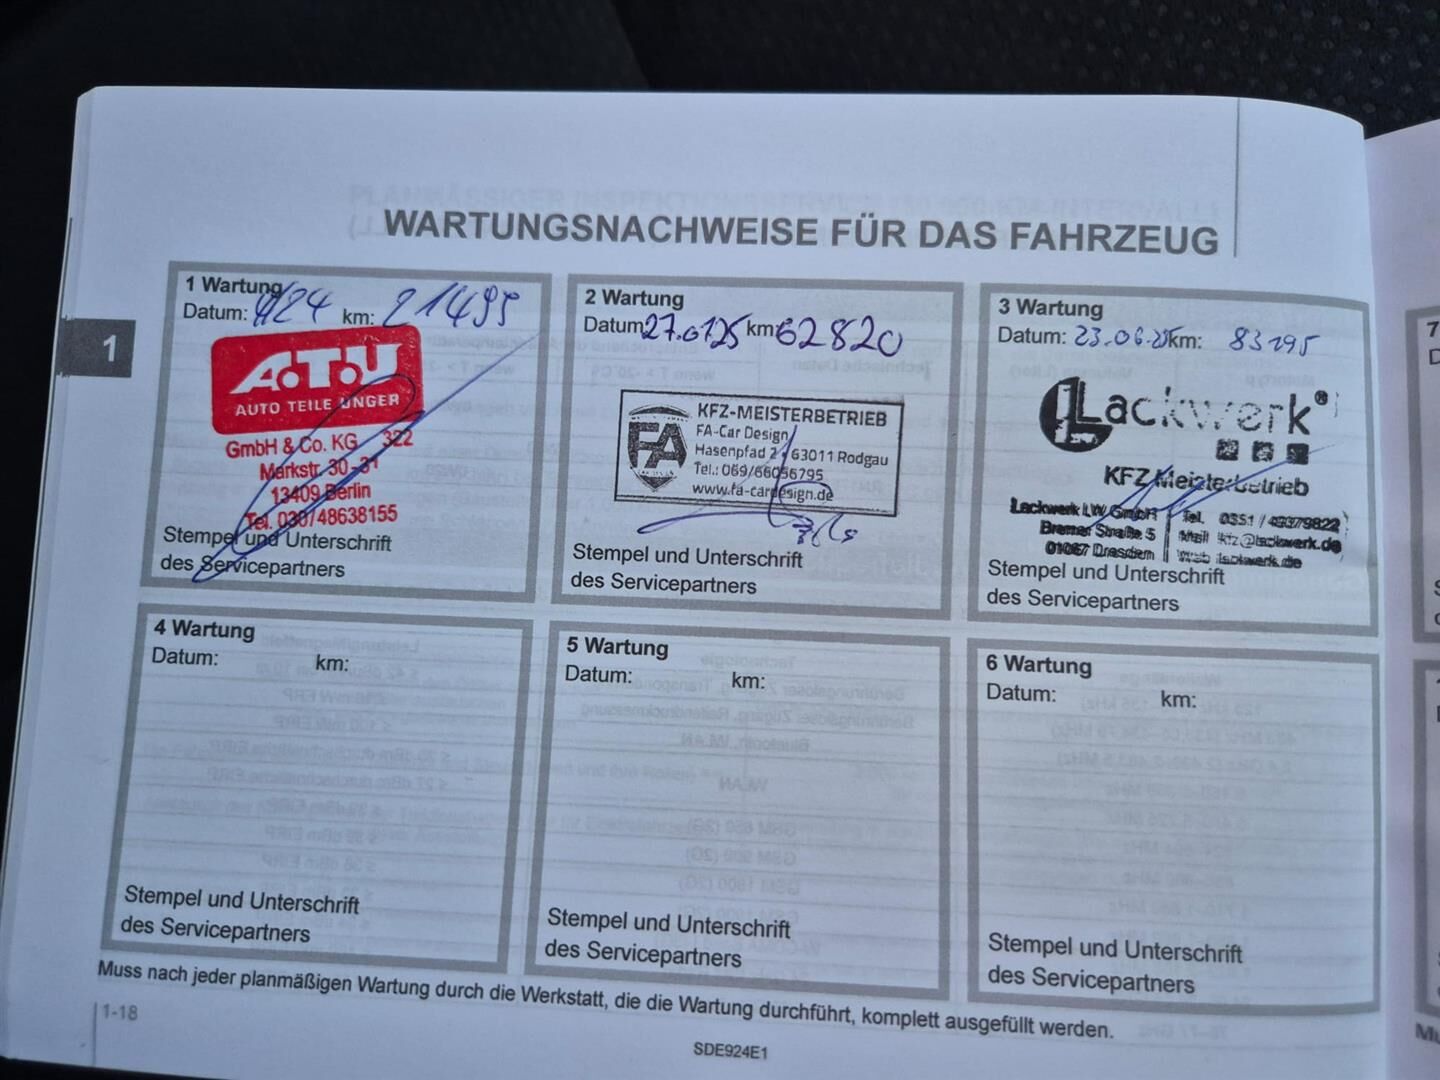 WARTUNGSNACHWEISE FÜR DAS FAHRZEUG
1
1 Wartung
Datum: 9/24 km: 21495
A.T.U
AUTO TEILE UNGER
GmbH & Co. KG 322
Markstr. 30-31
13409 Berlin
Tel. 030/48638155
Stempel und Unterschrift
des Servicepartners
2 Wartung
Datum: 27.01.25 km: 62820
FA
KFZ-MEISTERBETRIEB
FA-Car Design
Hasenpfad 2 63011 Rodgau
Tel.: 069/66056795
www.fa-cardesign.de
Stempel und Unterschrift
des Servicepartners
3 Wartung
Datum: 23.06.25 km: 83195
Lackwerk®
KFZ Meisterbetrieb
Lackwerk LW GmbH Tel. 0351 / 49379822
Bremer Straße 5 Mail kfz@lackwerk.de
01067 Dresden Web lackwerk.de
Stempel und Unterschrift
des Servicepartners
4 Wartung
Datum: km:
Stempel und Unterschrift
des Servicepartners
5 Wartung
Datum: km:
Stempel und Unterschrift
des Servicepartners
6 Wartung
Datum: km:
Stempel und Unterschrift
des Servicepartners
Muss nach jeder planmäßigen Wartung durch die Werkstatt, die die Wartung durchführt, komplett ausgefüllt werden.
1-18
SDE924E1
7